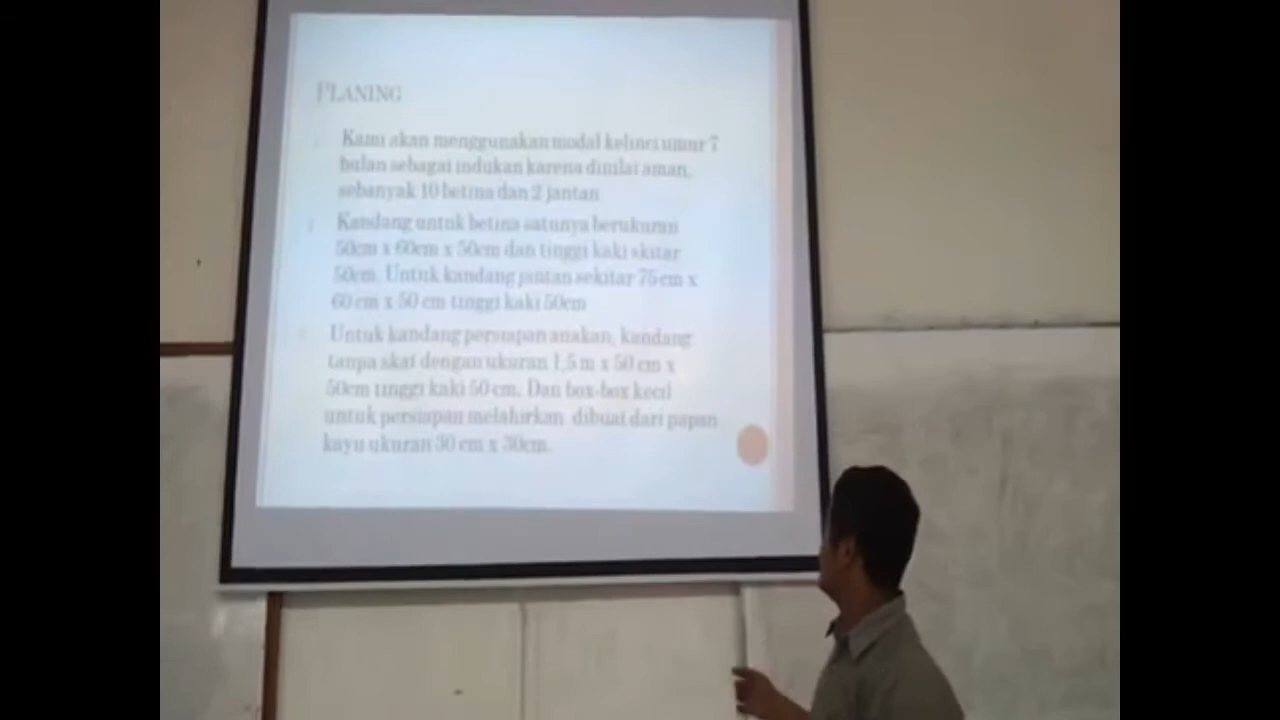 PLANING
Kami akan menggunakan modal kelinci umur 7
bulan sebagai indukan karena dinilai aman,
sebanyak 10 betina dan 2 jantan
Kandang untuk betina satunya berukuran
50cm x 60cm x 50cm dan tinggi kaki skitar
50cm. Untuk kandang jantan sekitar 75 cm x
60 cm x 50 cm tinggi kaki 50cm
Untuk kandang persiapan anakan, kandang
tanpa skat dengan ukuran 1,5 m x 50 cm x
50cm tinggi kaki 50 cm. Dan box-box kecil
untuk persiapan melahirkan dibuat dari papan
kayu ukuran 30 cm x 30cm.